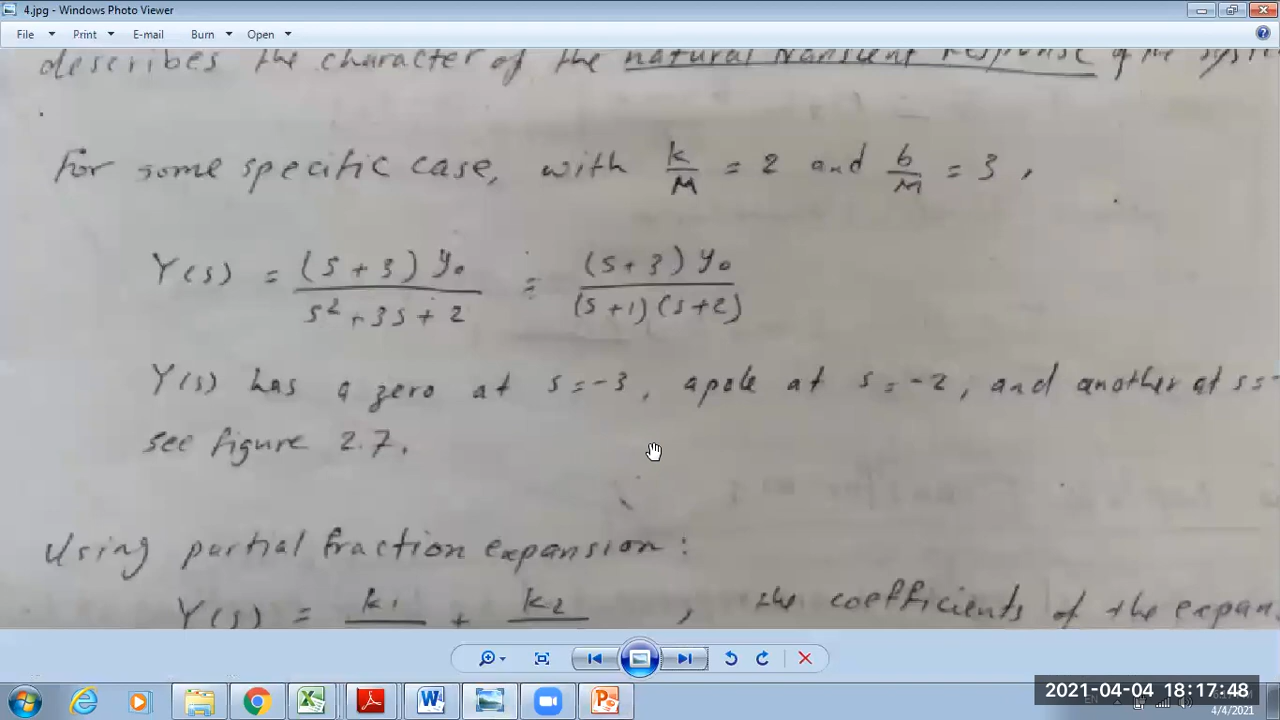 4.jpg - Windows Photo Viewer
File Print E-mail Burn Open
describes the character of the natural transient response of the
For some specific case, with k/M = 2 and b/M = 3 ,
Y(s) = (s + 3) y₀ / s² + 3s + 2 = (s + 3) y₀ / (s + 1) (s + 2)
Y(s) has a zero at s = -3 , a pole at s = -2 , and another at s =
see figure 2.7.
Using partial fraction expansion :
Y(s) = k₁ + k₂ , the coefficients of the expan
2021-04-04 18:17:48
4/4/2021